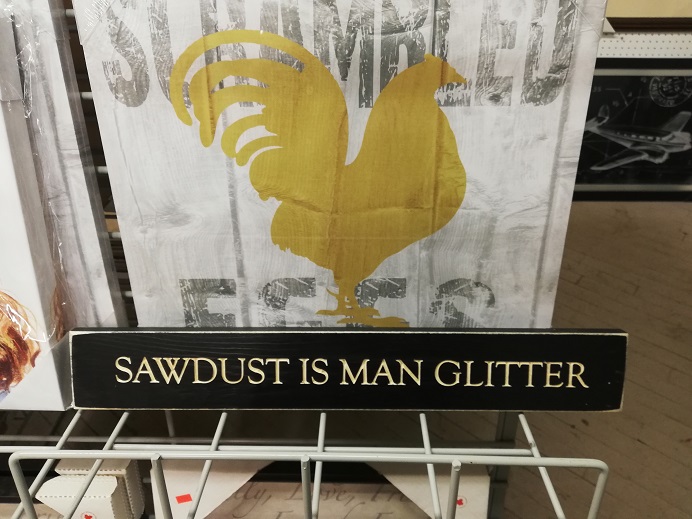 SCRAMBLED
EGGS
SAWDUST IS MAN GLITTER